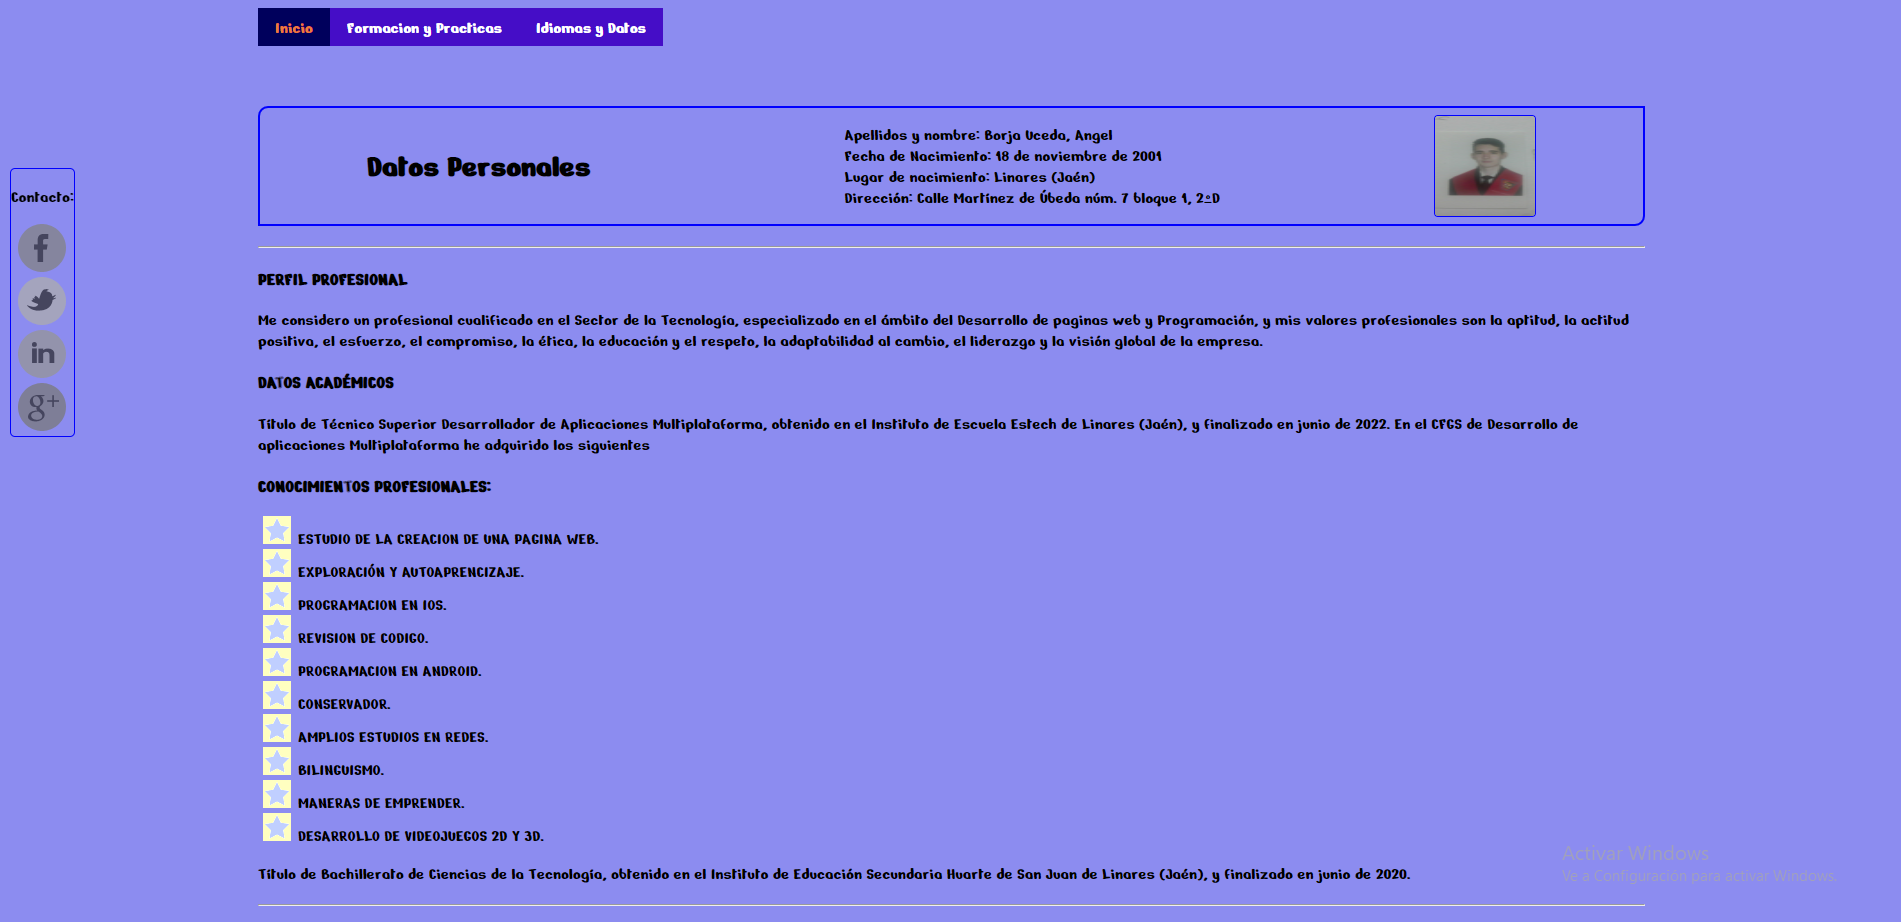 Inicio Formacion y Practicas Idiomas y Datos
Contacto:
f
in
g+
Datos Personales
Apellidos y nombre: Borja Uceda, Angel
Fecha de Nacimiento: 18 de noviembre de 2001
Lugar de nacimiento: Linares (Jaén)
Dirección: Calle Martínez de Úbeda núm. 7 bloque 1, 2ºD
PERFIL PROFESIONAL
Me considero un profesional cualificado en el Sector de la Tecnología, especializado en el ámbito del Desarrollo de paginas web y Programación, y mis valores profesionales son la aptitud, la actitud
positiva, el esfuerzo, el compromiso, la ética, la educación y el respeto, la adaptabilidad al cambio, el liderazgo y la visión global de la empresa.
DATOS ACADÉMICOS
Título de Técnico Superior Desarrollador de Aplicaciones Multiplataforma, obtenido en el Instituto de Escuela Estech de Linares (Jaén), y finalizado en junio de 2022. En el CFGS de Desarrollo de
aplicaciones Multiplataforma he adquirido los siguientes
CONOCIMIENTOS PROFESIONALES:
ESTUDIO DE LA CREACION DE UNA PAGINA WEB.
EXPLORACIÓN Y AUTOAPRENCIZAJE.
PROGRAMACION EN IOS.
REVISION DE CODIGO.
PROGRAMACION EN ANDROID.
CONSERVADOR.
AMPLIOS ESTUDIOS EN REDES.
BILINGUISMO.
MANERAS DE EMPRENDER.
DESARROLLO DE VIDEOJUEGOS 2D Y 3D.
Título de Bachillerato de Ciencias de la Tecnología, obtenido en el Instituto de Educación Secundaria Huarte de San Juan de Linares (Jaén), y finalizado en junio de 2020.
Activar Windows
Ve a Configuración para activar Windows.